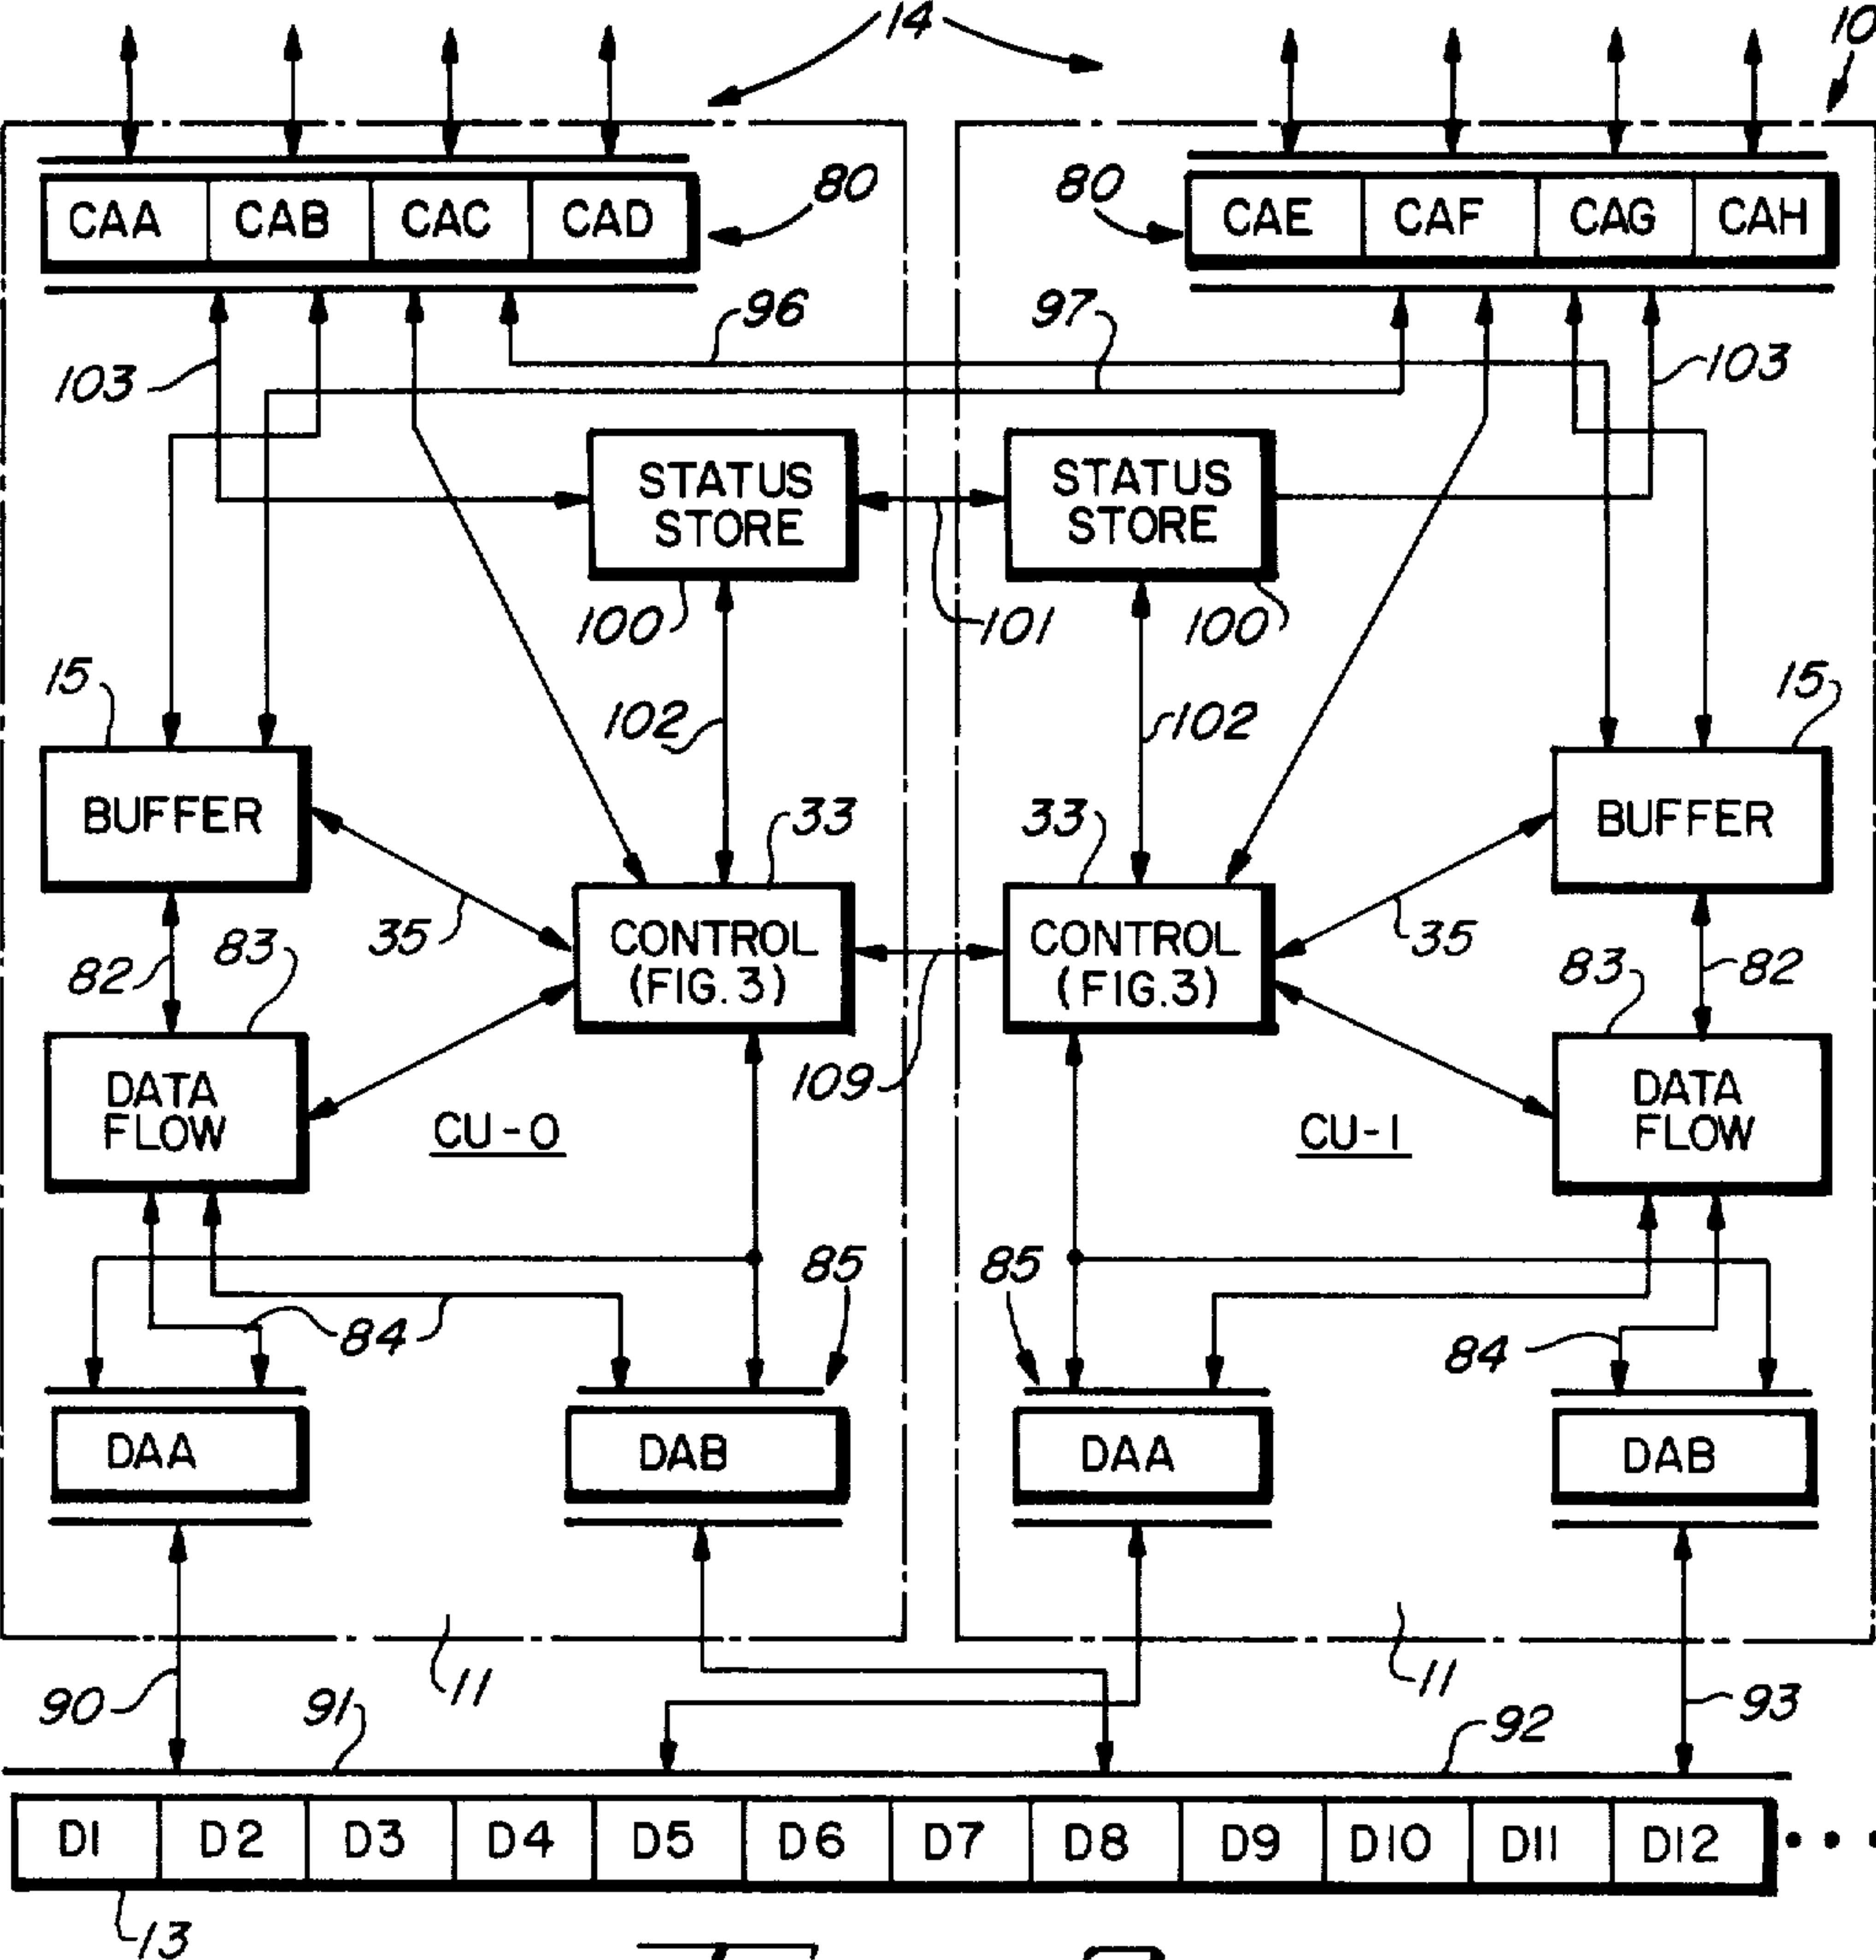 14
10
CAA CAB CAC CAD 80
80 CAE CAF CAG CAH
96
97
103
103
STATUS
STORE
STATUS
STORE
100
101
100
15
102
102
15
BUFFER
33
33
BUFFER
35
CONTROL
(FIG.3)
CONTROL
(FIG.3)
35
82
83
83
82
DATA
FLOW
109
DATA
FLOW
CU-0
CU-1
85
85
84
84
DAA
DAB
DAA
DAB
90
11
11
91
92
93
D1 D2 D3 D4 D5 D6 D7 D8 D9 D10 D11 D12 •••
13